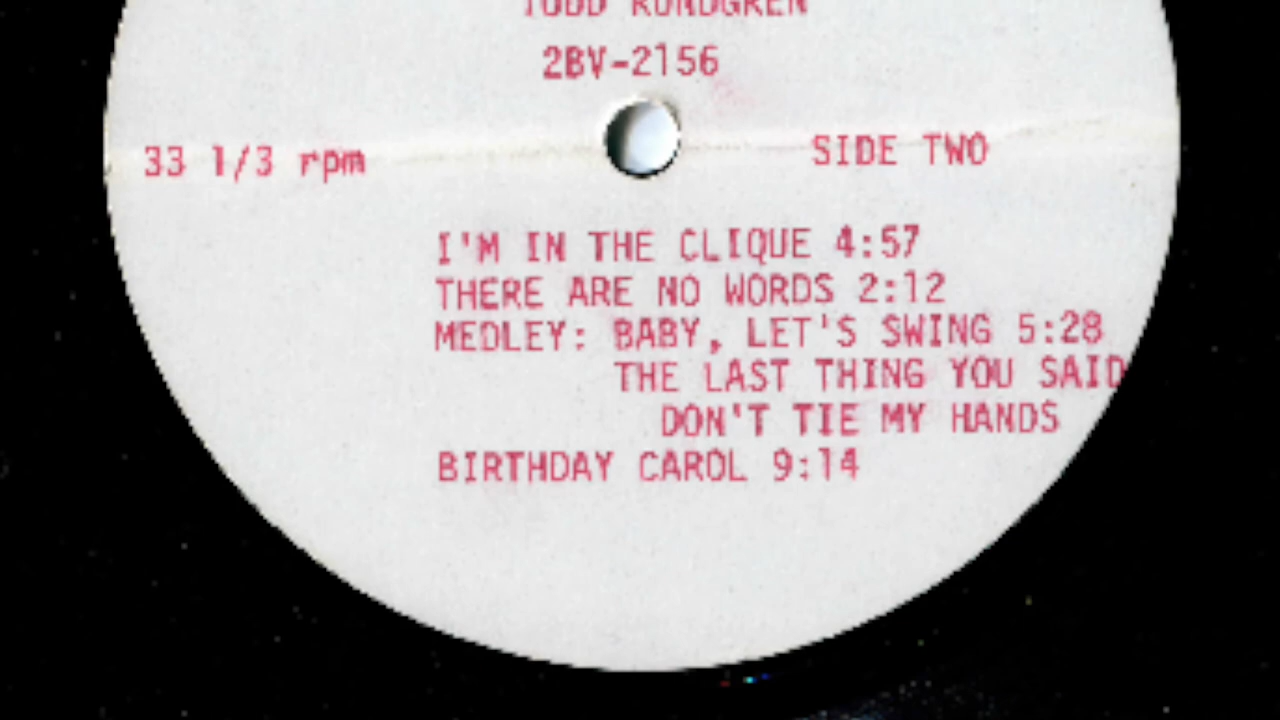 TODD RUNDGREN
2BV-2156
33 1/3 rpm
SIDE TWO
I'M IN THE CLIQUE 4:57
THERE ARE NO WORDS 2:12
MEDLEY: BABY, LET'S SWING 5:28
THE LAST THING YOU SAID
DON'T TIE MY HANDS
BIRTHDAY CAROL 9:14